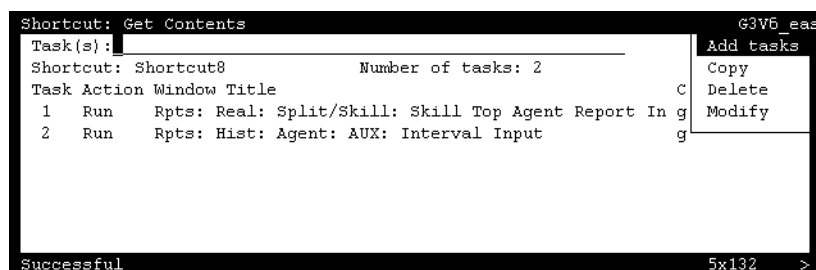 Shortcut: Get Contents G3V6_eas
Task(s):
Add tasks
Shortcut: Shortcut8 Number of tasks: 2
Copy
Task Action Window Title C
Delete
1 Run Rpts: Real: Split/Skill: Skill Top Agent Report In g
Modify
2 Run Rpts: Hist: Agent: AUX: Interval Input g
Successful 5x132 >